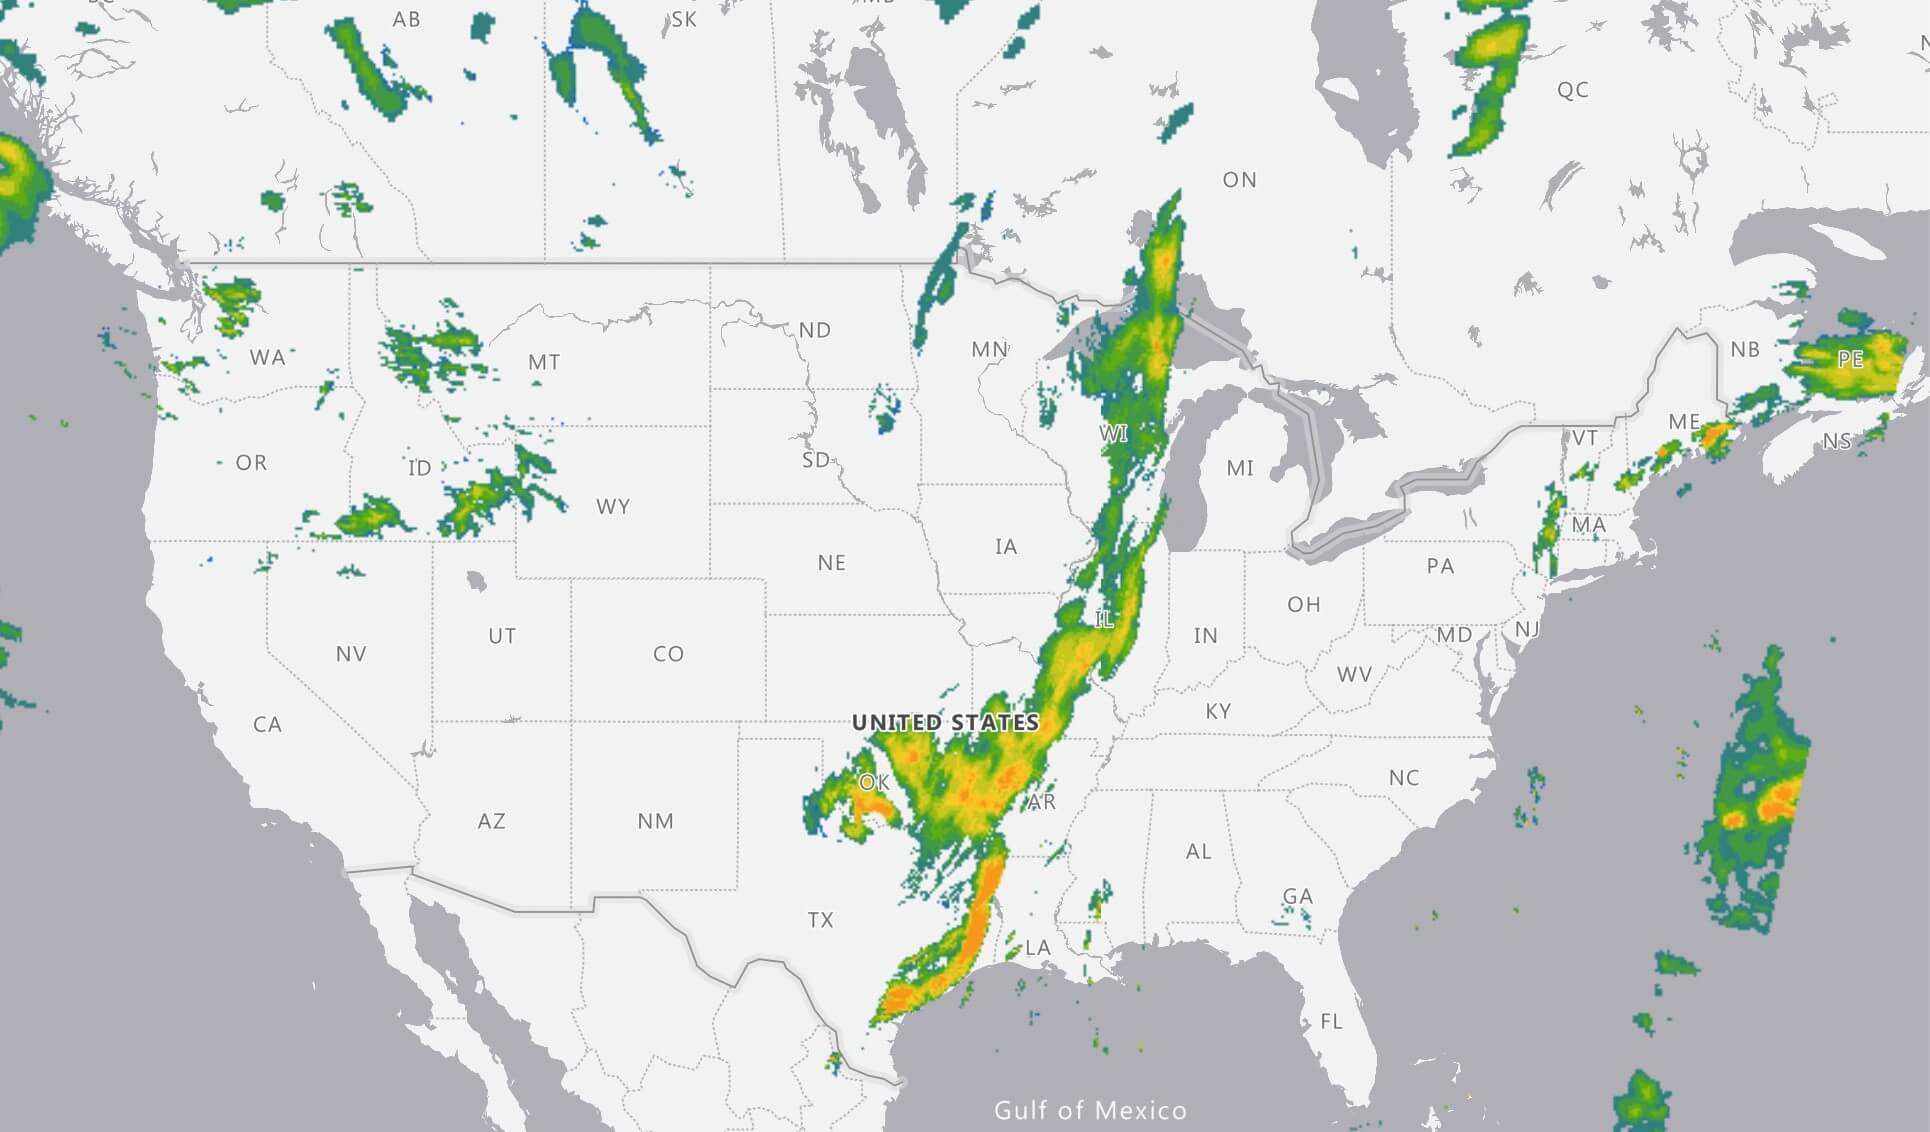 AB
SK
QC
ON
WA
MT
ND
MN
NB
PE
ME
NS
VT
OR
ID
SD
WI
MI
WY
MA
NE
IA
PA
NV
UT
CO
IL
IN
OH
MD
NJ
WV
CA
UNITED STATES
KY
OK
NC
AZ
NM
AR
AL
TX
LA
GA
FL
Gulf of Mexico